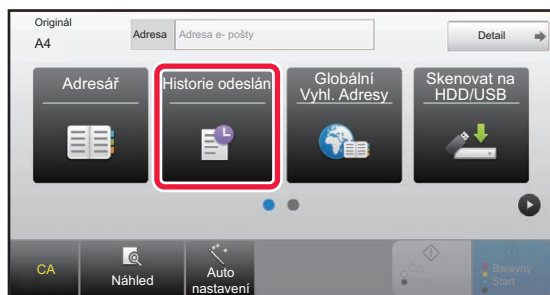 Originál
A4
Adresa
Adresa e- pošty
Detail
Adresář
Historie odeslán
Globální
Vyhl. Adresy
Skenovat na
HDD/USB
CA
Náhled
Auto
nastavení
Barevný
Start